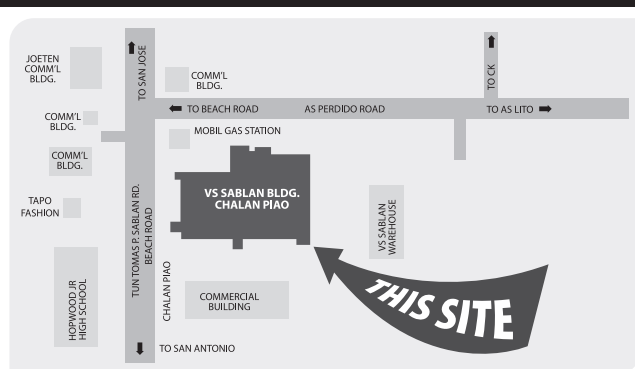 JOETEN
COMM'L
BLDG.
TO SAN JOSE
COMM'L
BLDG.
TO CK
TO BEACH ROAD
AS PERDIDO ROAD
TO AS LITO
COMM'L
BLDG.
MOBIL GAS STATION
COMM'L
BLDG.
VS SABLAN BLDG.
CHALAN PIAO
TAPO
FASHION
TUN TOMAS P. SABLAN RD.
BEACH ROAD
VS SABLAN
WAREHOUSE
HOPWOOD JR
HIGH SCHOOL
CHALAN PIAO
COMMERCIAL
BUILDING
THIS SITE
TO SAN ANTONIO